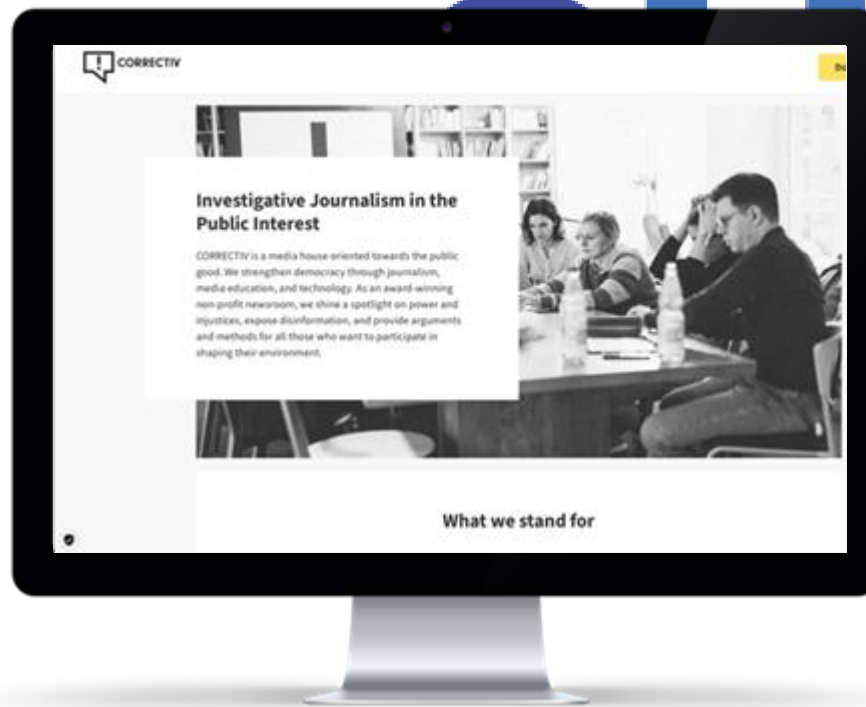 CORRECTIV
Investigative Journalism in the
Public Interest
CORRECTIV is a media house oriented towards the public
good. We strengthen democracy through journalism,
media education, and technology. As an award-winning
non-profit newsroom, we shine a spotlight on power and
injustices, expose disinformation, and provide arguments
and methods for all those who want to participate in
shaping their environment.
What we stand for